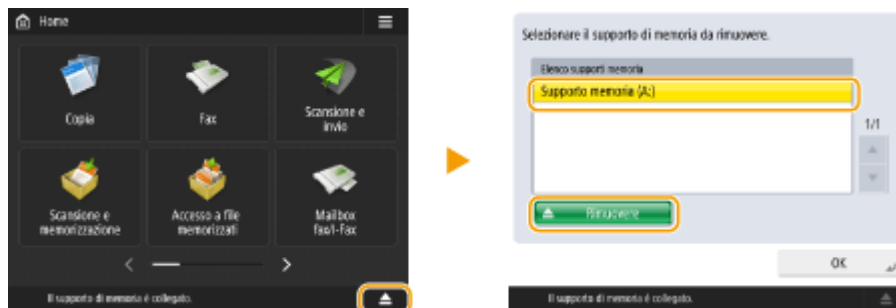 Home
Copia
Fax
Scansione e
invio
Scansione e
memorizzazione
Accesso a file
memorizzati
Mailbox
fax/I-Fax
Il supporto di memoria è collegato.
Selezionare il supporto di memoria da rimuovere.
Elenco supporti memoria
Supporto memoria (A:)
1/1
Rimuovere
OK
Il supporto di memoria è collegato.